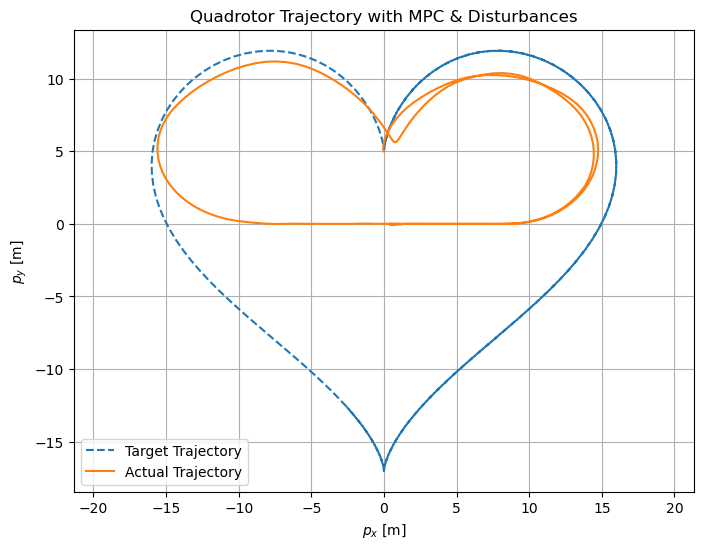 Quadrotor Trajectory with MPC & Disturbances
10
5
0
−5
−10
−15
p_y [m]
Target Trajectory
Actual Trajectory
−20 −15 −10 −5 0 5 10 15 20
p_x [m]